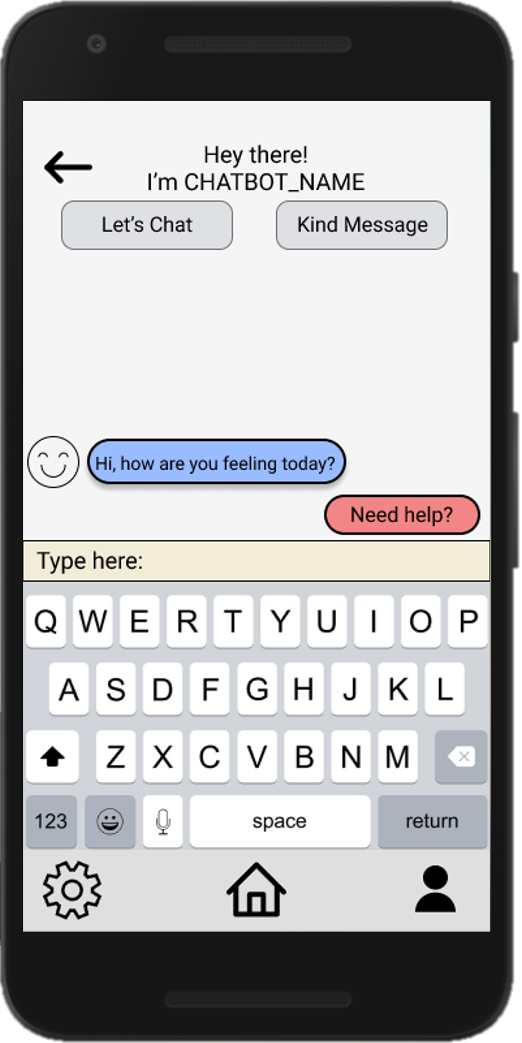 Hey there!
I’m CHATBOT_NAME
Let’s Chat
Kind Message
Hi, how are you feeling today?
Need help?
Type here:
Q W E R T Y U I O P
A S D F G H J K L
Z X C V B N M
123 space return